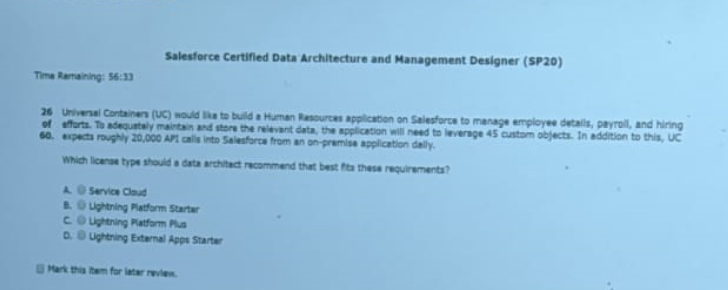 Salesforce Certified Data Architecture and Management Designer (SP20)
Time Remaining: 56:33
26 Universal Containers (UC) would like to build a Human Resources application on Salesforce to manage employee details, payroll, and hiring
of efforts. To adequately maintain and store the relevant data, the application will need to leverage 45 custom objects. In addition to this, UC
60. expects roughly 20,000 API calls into Salesforce from an on-premise application daily.
Which license type should a data architect recommend that best fits these requirements?
A. Service Cloud
B. Lightning Platform Starter
C. Lightning Platform Plus
D. Lightning External Apps Starter
Mark this item for later review.